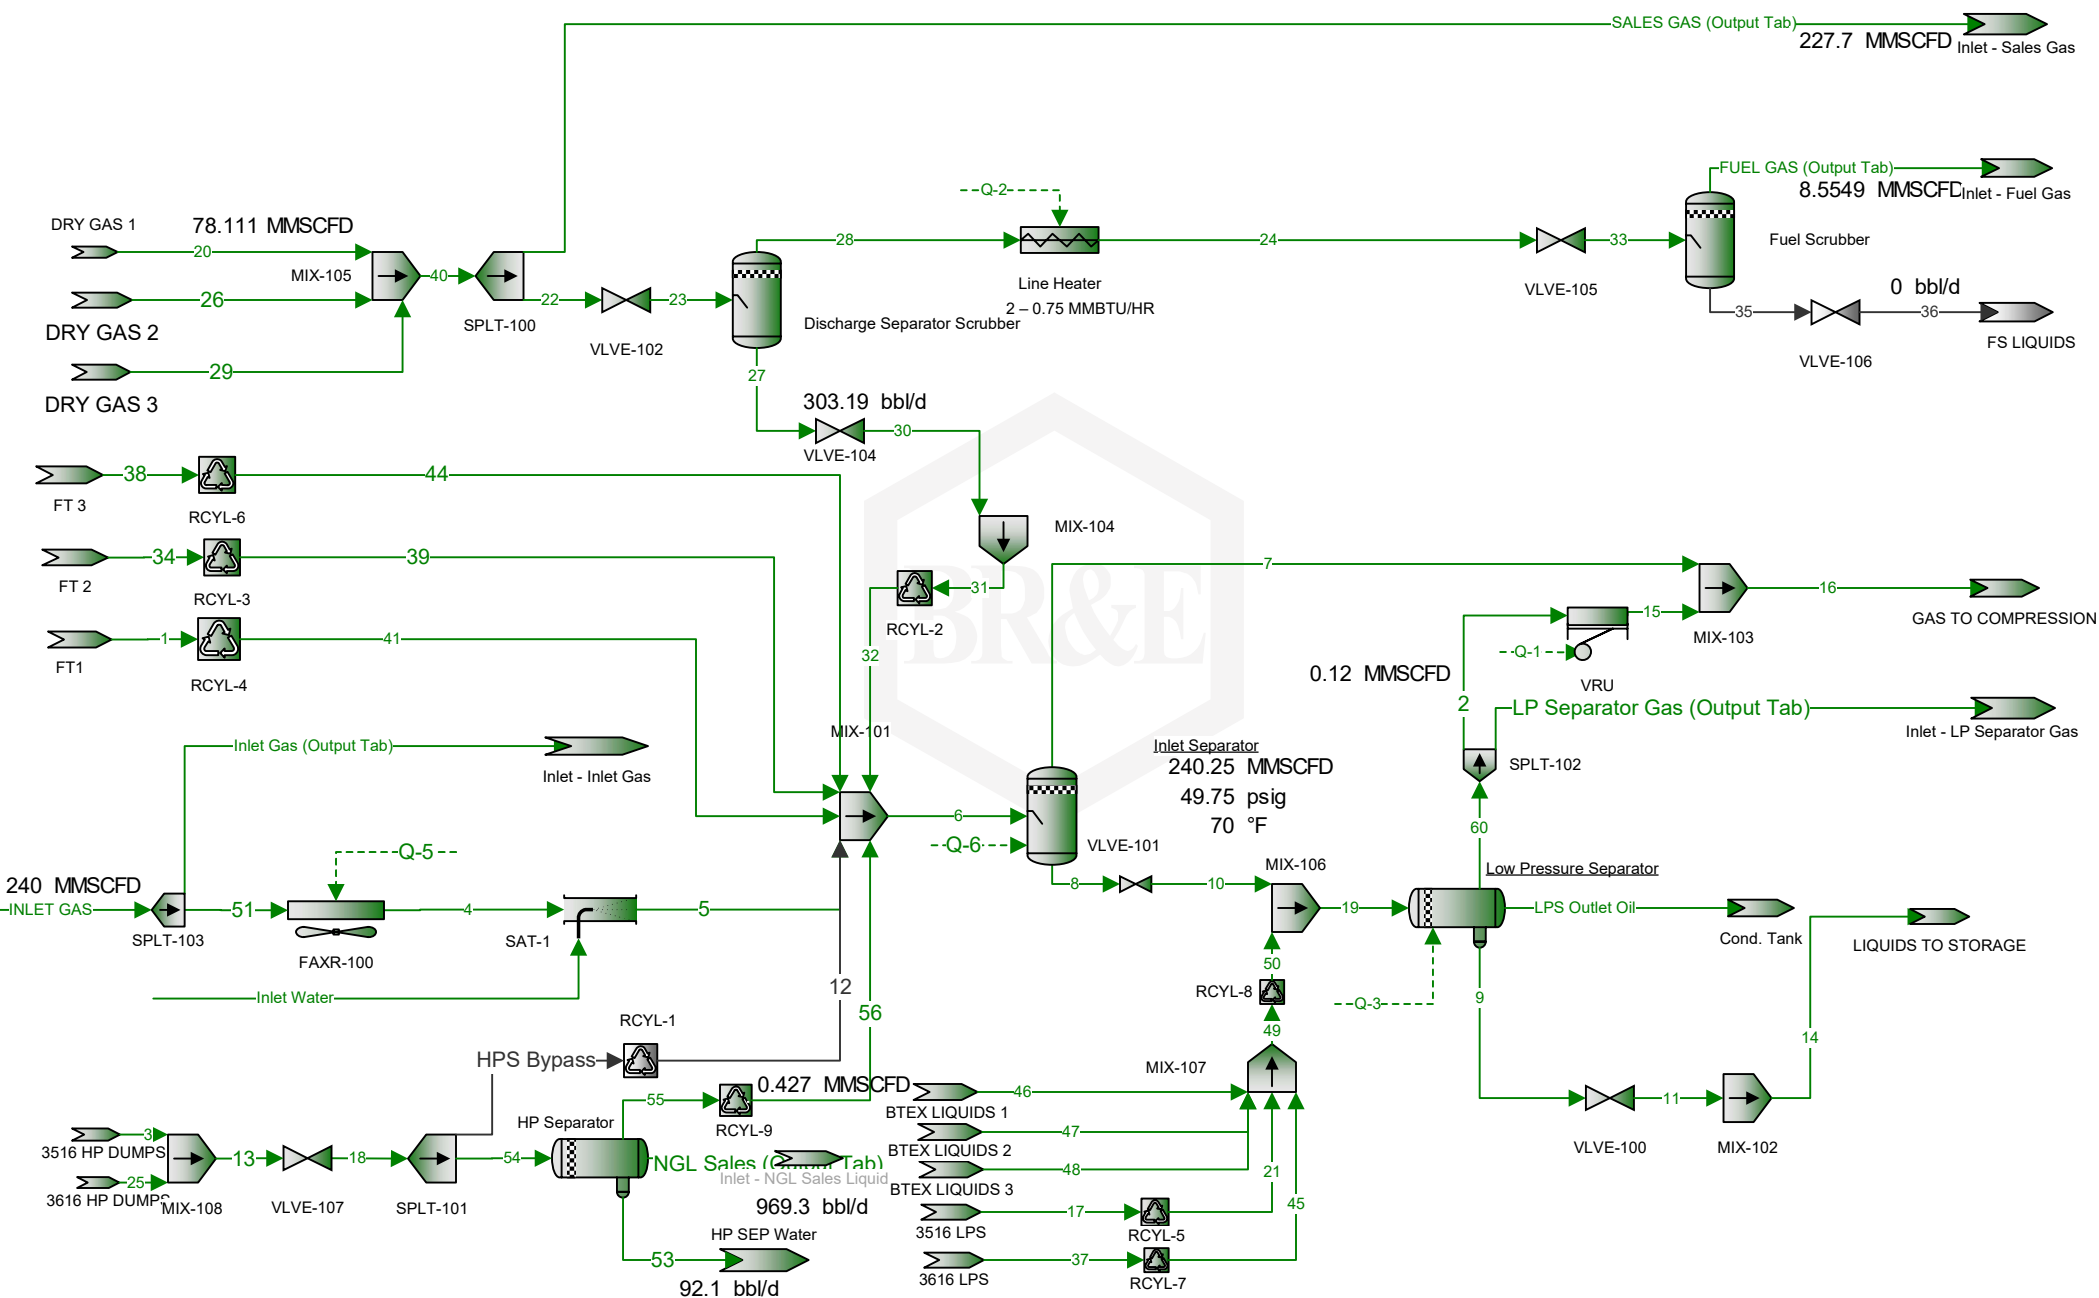 SALES GAS (Output Tab)
227.7 MMSCFD
Inlet - Sales Gas
FUEL GAS (Output Tab)
8.5549 MMSCFD
Inlet - Fuel Gas
Q-2
DRY GAS 1
78.111 MMSCFD
20
MIX-105
40
26
DRY GAS 2
29
DRY GAS 3
SPLT-100
22
23
VLVE-102
28
Discharge Separator Scrubber
Line Heater
2 – 0.75 MMBTU/HR
24
VLVE-105
33
Fuel Scrubber
35
0 bbl/d
36
VLVE-106
FS LIQUIDS
27
303.19 bbl/d
30
VLVE-104
38
FT 3
RCYL-6
44
MIX-104
34
FT 2
RCYL-3
39
31
RCYL-2
32
BR&E
7
1
FT1
RCYL-4
41
MIX-103
15
16
GAS TO COMPRESSION
Q-1
VRU
0.12 MMSCFD
2
LP Separator Gas (Output Tab)
Inlet - LP Separator Gas
SPLT-102
60
Inlet Gas (Output Tab)
Inlet - Inlet Gas
MIX-101
6
Q-6
Inlet Separator
240.25 MMSCFD
49.75 psig
70 °F
VLVE-101
8
10
MIX-106
19
Low Pressure Separator
LPS Outlet Oil
Cond. Tank
LIQUIDS TO STORAGE
240 MMSCFD
INLET GAS
SPLT-103
51
Q-5
FAXR-100
4
SAT-1
5
Inlet Water
12
56
50
RCYL-8
49
Q-3
9
14
HPS Bypass
RCYL-1
MIX-107
0.427 MMSCFD
55
RCYL-9
HP Separator
46
BTEX LIQUIDS 1
47
BTEX LIQUIDS 2
48
BTEX LIQUIDS 3
21
45
VLVE-100
11
MIX-102
3
3516 HP DUMPS
25
3616 HP DUMPS
MIX-108
13
VLVE-107
18
SPLT-101
54
NGL Sales (Output Tab)
Inlet - NGL Sales Liquid
969.3 bbl/d
HP SEP Water
53
92.1 bbl/d
17
3516 LPS
RCYL-5
37
3616 LPS
RCYL-7